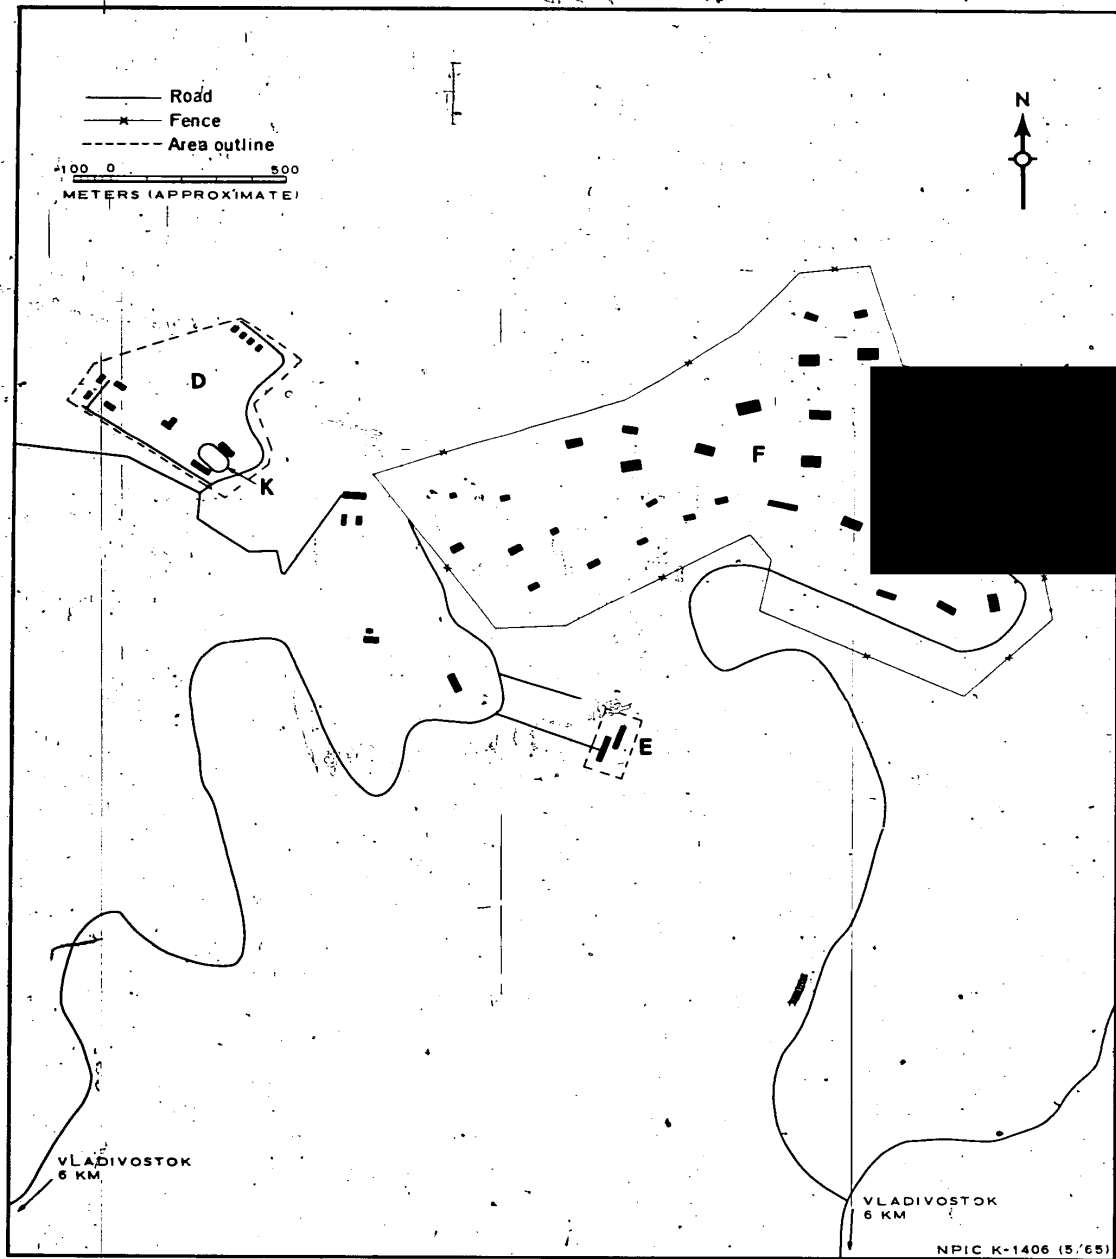 Road
Fence
Area outline
N
100 0 500
METERS (APPROXIMATE)
D
F
K
E
VLADIVOSTOK
6 KM
VLADIVOSTOK
6 KM
NPIC K-1406 (5/65)